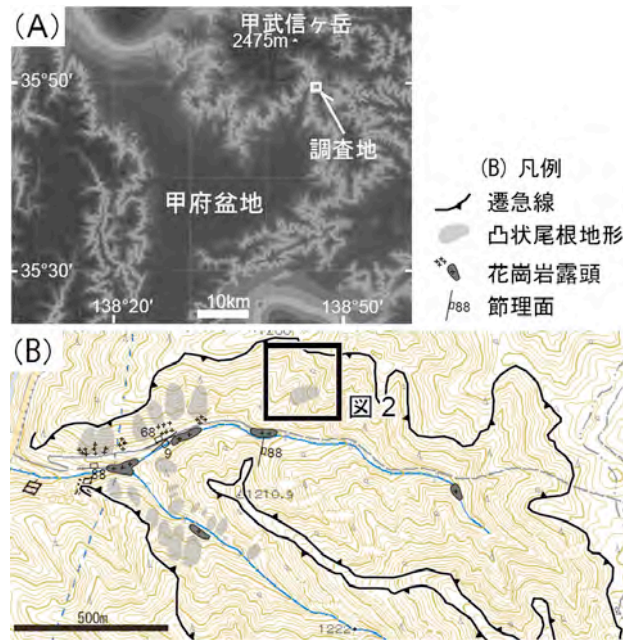 (A)
甲武信ヶ岳
2475m
35°50′
調査地
甲府盆地
35°30′
138°20′
10km
138°50′
(B) 凡例
遷急線
凸状尾根地形
花崗岩露頭
88
節理面
(B)
図 2
68
9
88
88
1210.9
1222
500m